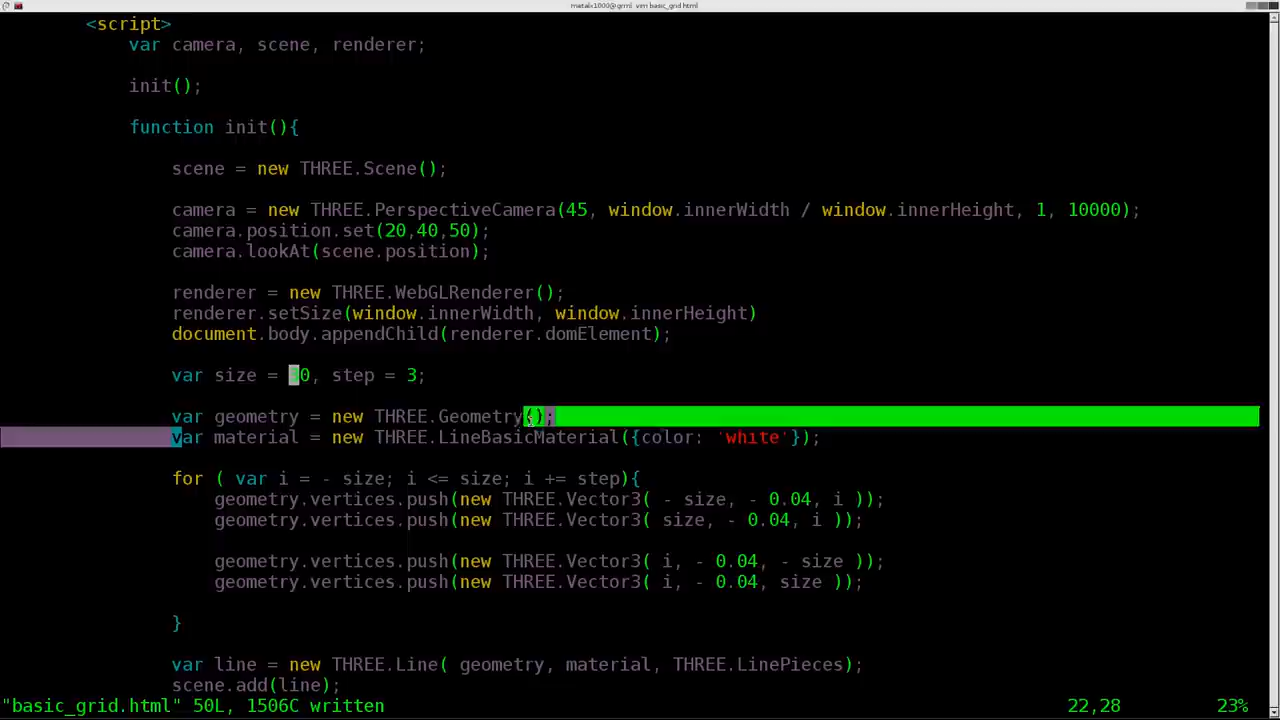 matalx1000@grml vim basic_grid.html
<script>
var camera, scene, renderer;
init();
function init(){
scene = new THREE.Scene();
camera = new THREE.PerspectiveCamera(45, window.innerWidth / window.innerHeight, 1, 10000);
camera.position.set(20,40,50);
camera.lookAt(scene.position);
renderer = new THREE.WebGLRenderer();
renderer.setSize(window.innerWidth, window.innerHeight)
document.body.appendChild(renderer.domElement);
var size = 0, step = 3;
var geometry = new THREE.Geometry();
var material = new THREE.LineBasicMaterial({color: 'white'});
for ( var i = - size; i <= size; i += step){
geometry.vertices.push(new THREE.Vector3( - size, - 0.04, i ));
geometry.vertices.push(new THREE.Vector3( size, - 0.04, i ));
geometry.vertices.push(new THREE.Vector3( i, - 0.04, - size ));
geometry.vertices.push(new THREE.Vector3( i, - 0.04, size ));
}
var line = new THREE.Line( geometry, material, THREE.LinePieces);
scene.add(line);
"basic_grid.html" 50L, 1506C written 22,28 23%